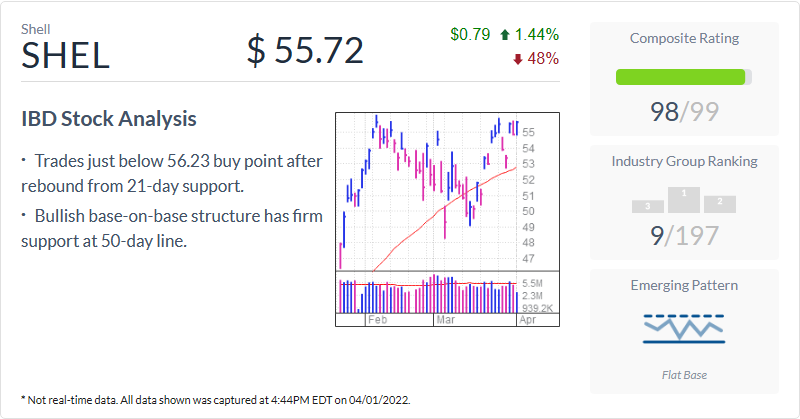 Shell
SHEL
$ 55.72
$0.79 1.44%
48%
Composite Rating
98/99
IBD Stock Analysis
· Trades just below 56.23 buy point after
rebound from 21-day support.
· Bullish base-on-base structure has firm
support at 50-day line.
55
54
53
52
51
50
49
48
47
5.5M
2.3M
939.2K
Feb
Mar
Apr
Industry Group Ranking
3
1
2
9/197
Emerging Pattern
Flat Base
* Not real-time data. All data shown was captured at 4:44PM EDT on 04/01/2022.